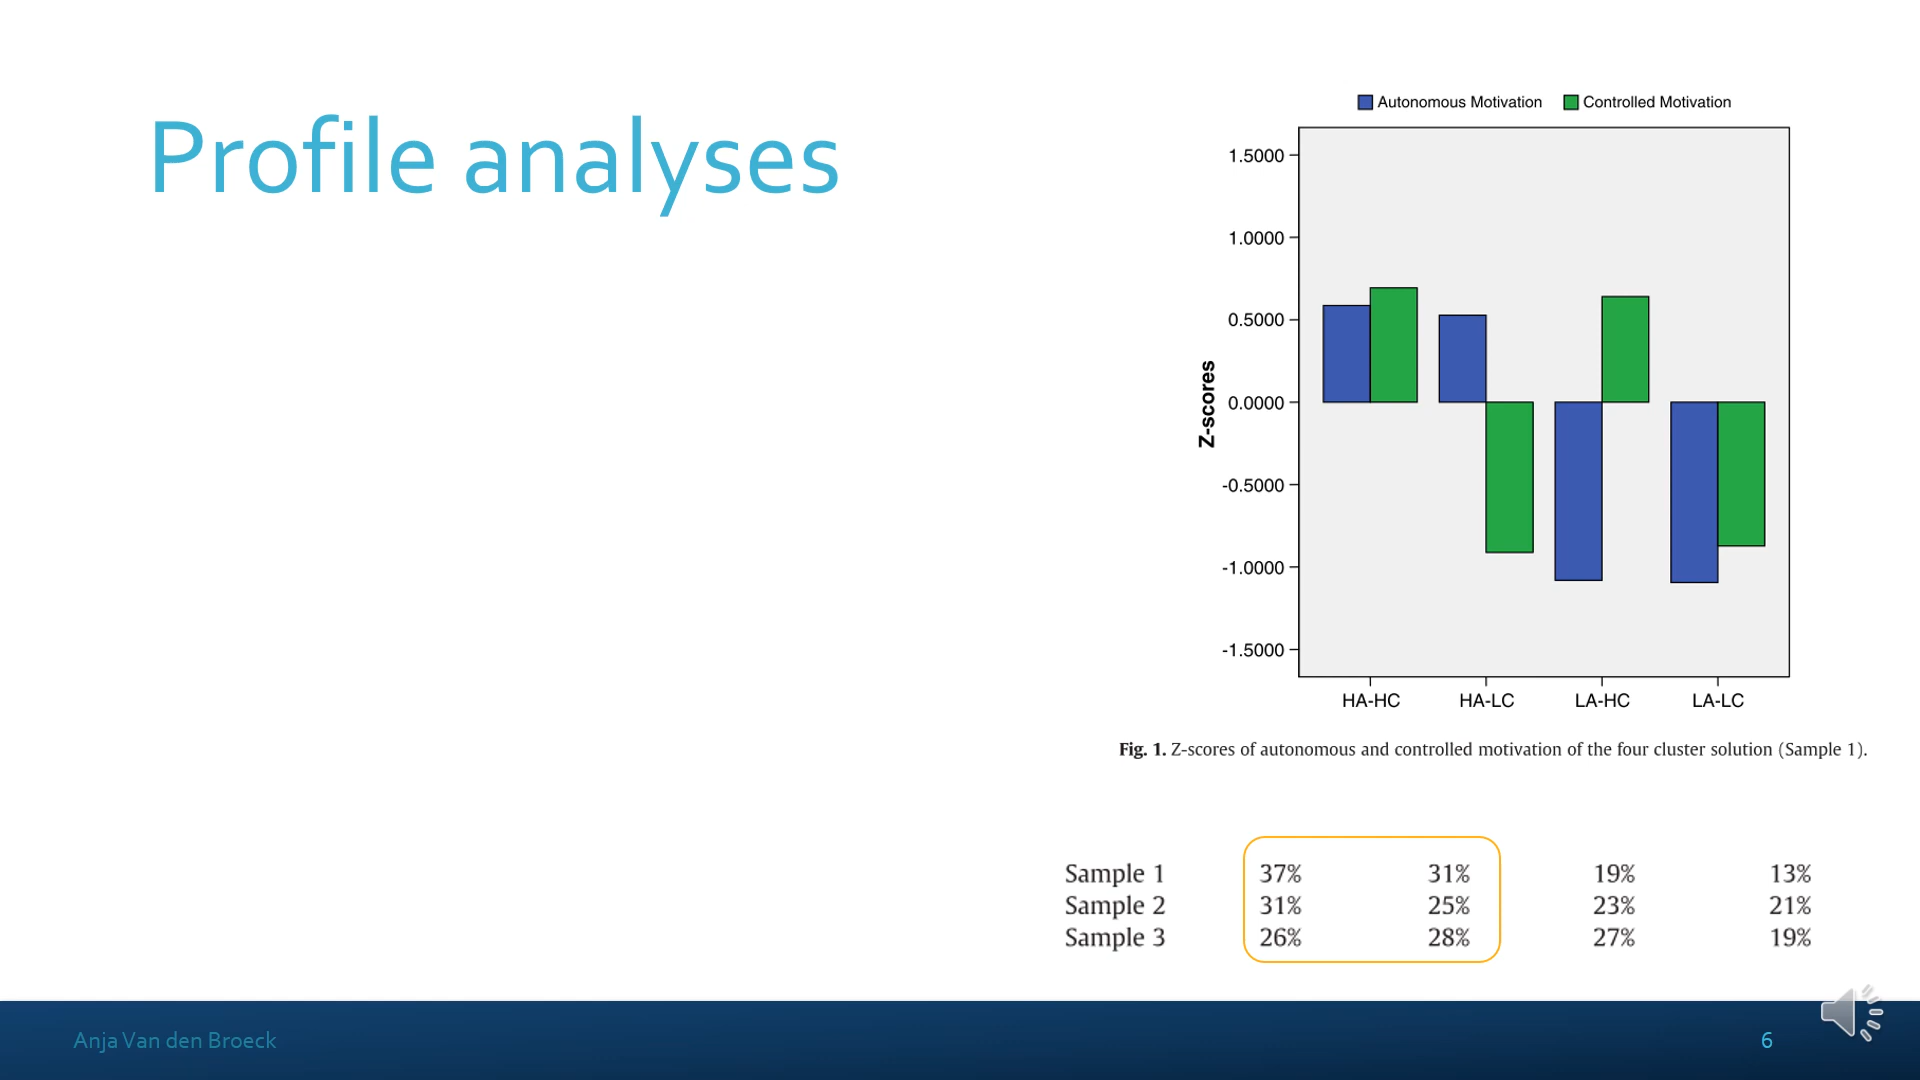 Profile analyses
Autonomous Motivation Controlled Motivation
1.5000
1.0000
0.5000
0.0000
-0.5000
-1.0000
-1.5000
Z-scores
HA-HC HA-LC LA-HC LA-LC
Fig. 1. Z-scores of autonomous and controlled motivation of the four cluster solution (Sample 1).
Sample 1 37% 31% 19% 13%
Sample 2 31% 25% 23% 21%
Sample 3 26% 28% 27% 19%
Anja Van den Broeck
6